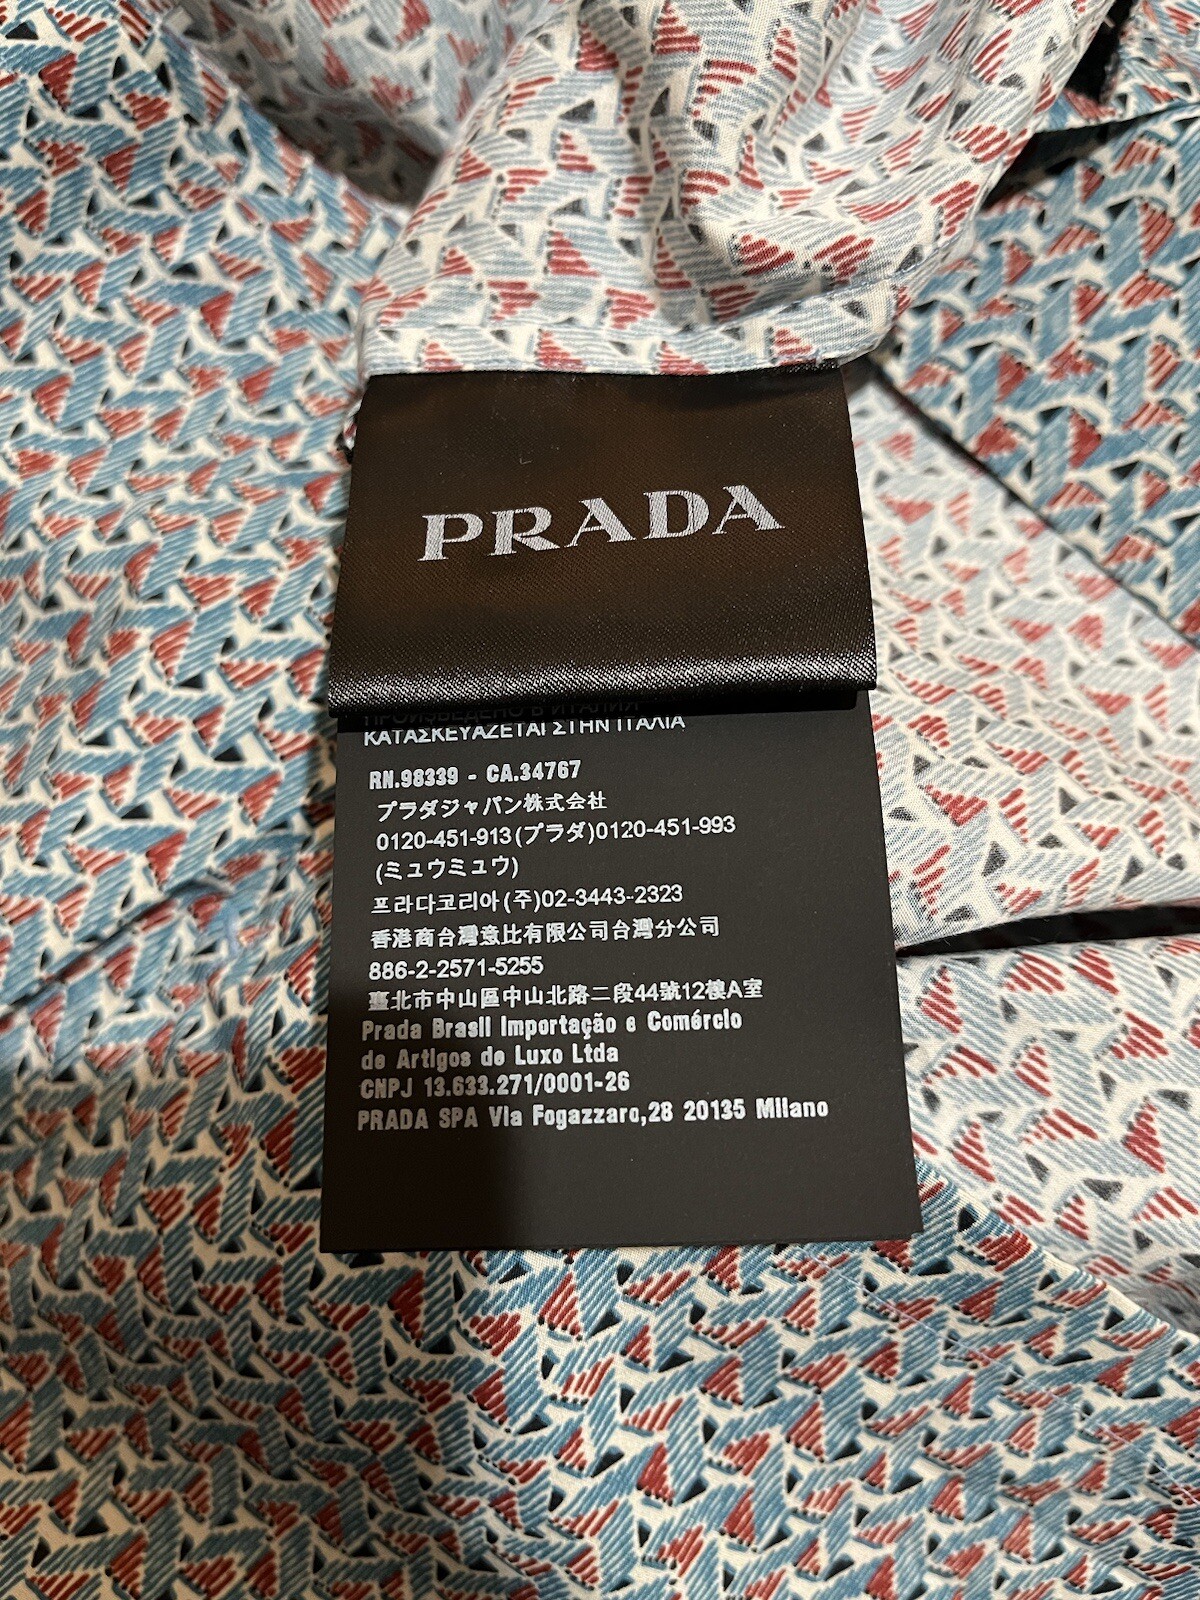 PRADA
ПРОИЗВЕДЕНО В ИТАЛИЯ
ΚΑΤΑΣΚΕΥΑΖΕΤΑΙ ΣΤΗΝ ΙΤΑΛΙΑ
RN.98339 - CA.34767
プラダジャパン株式会社
0120-451-913(プラダ)0120-451-993
(ミュウミュウ)
프라다코리아(주)02-3443-2323
香港商台灣意比有限公司台灣分公司
886-2-2571-5255
臺北市中山區中山北路二段44號12樓A室
Prada Brasil Importação e Comércio
de Artigos de Luxo Ltda
CNPJ 13.633.271/0001-26
PRADA SPA Via Fogazzaro,28 20135 Milano